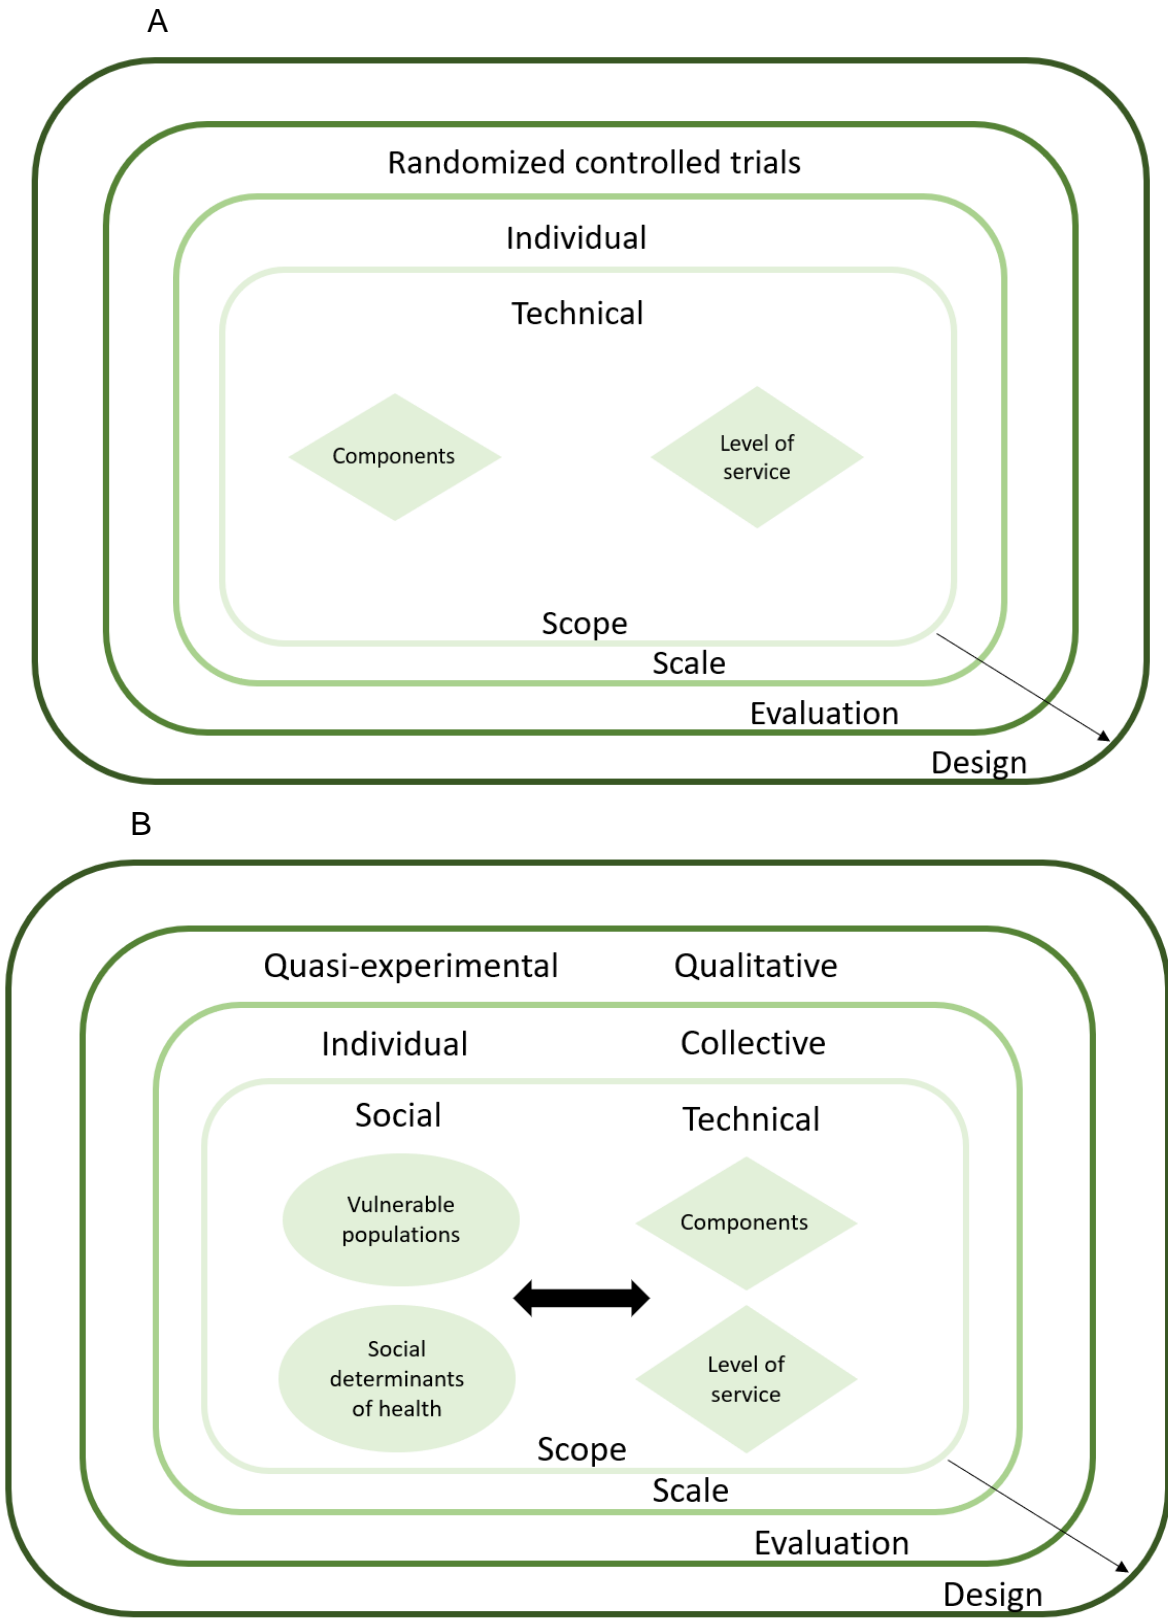 A
Randomized controlled trials
Individual
Technical
Components
Level of
service
Scope
Scale
Evaluation
Design
B
Quasi-experimental
Qualitative
Individual
Collective
Social
Technical
Vulnerable
populations
Components
Social
determinants
of health
Level of
service
Scope
Scale
Evaluation
Design